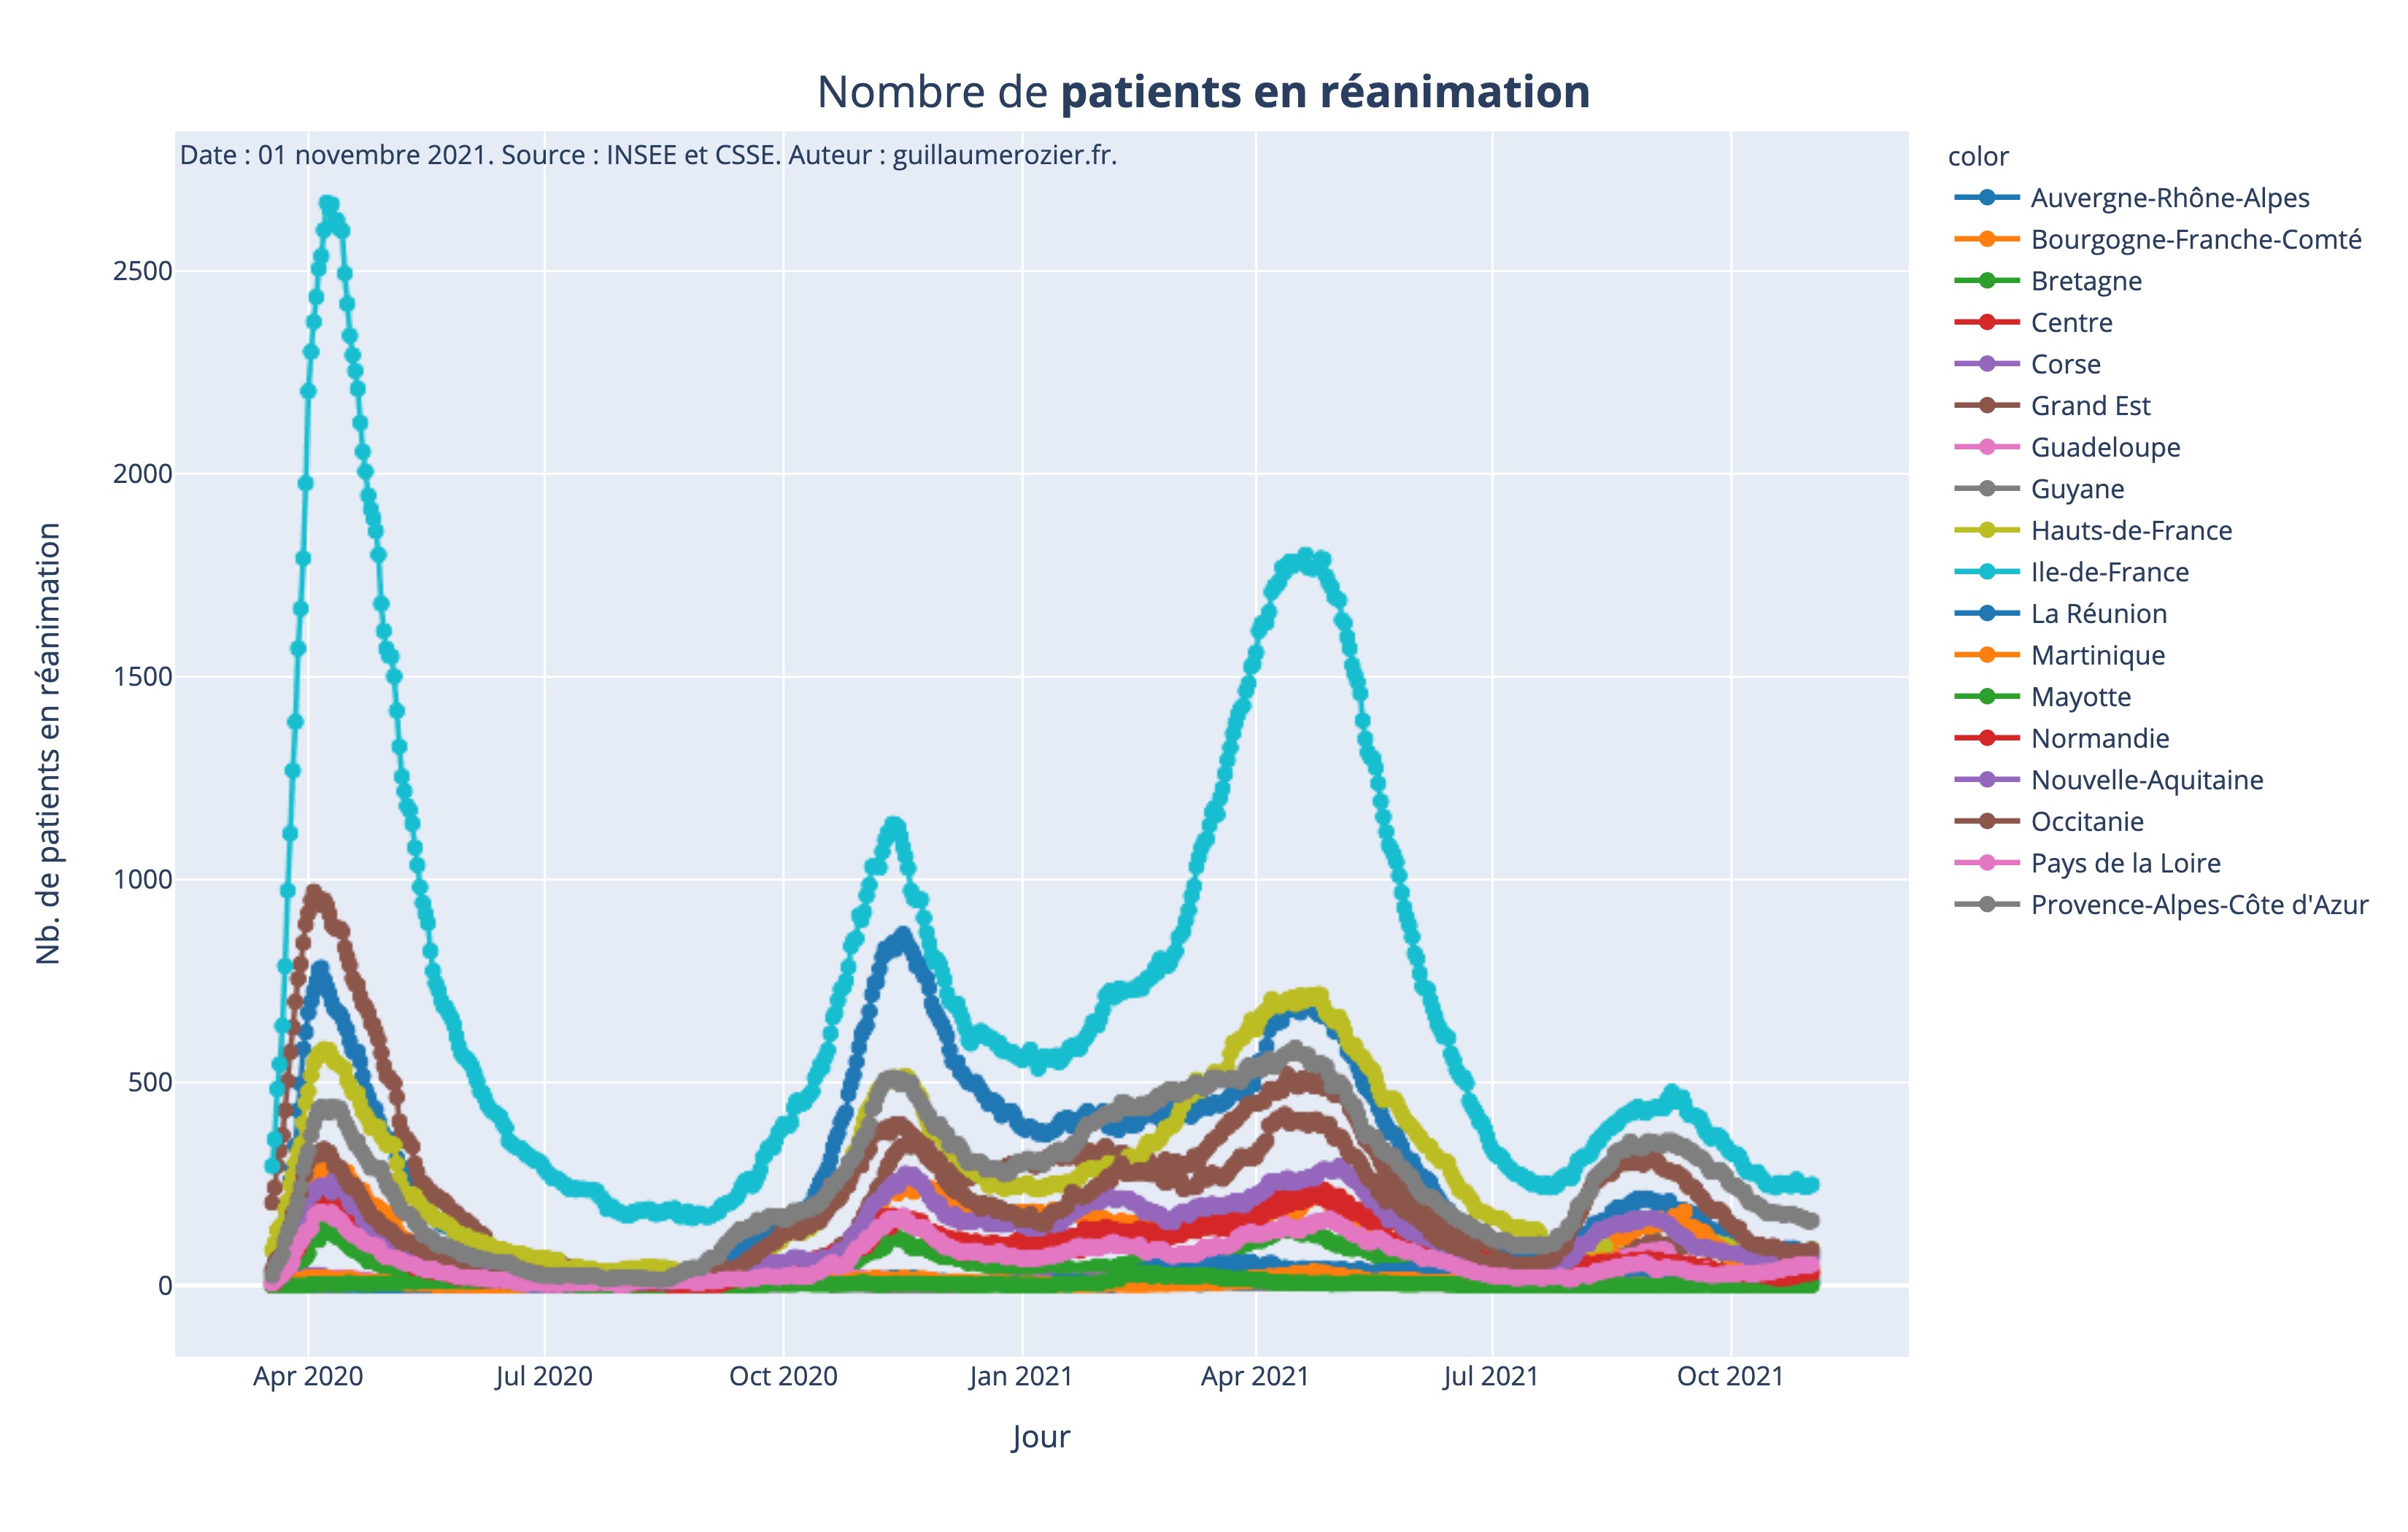 Nombre de patients en réanimation
Date : 01 novembre 2021. Source : INSEE et CSSE. Auteur : guillaumerozier.fr.
color
Auvergne-Rhône-Alpes
Bourgogne-Franche-Comté
Bretagne
Centre
Corse
Grand Est
Guadeloupe
Guyane
Hauts-de-France
Ile-de-France
La Réunion
Martinique
Mayotte
Normandie
Nouvelle-Aquitaine
Occitanie
Pays de la Loire
Provence-Alpes-Côte d'Azur
Nb. de patients en réanimation
2500
2000
1500
1000
500
0
Apr 2020 Jul 2020 Oct 2020 Jan 2021 Apr 2021 Jul 2021 Oct 2021
Jour